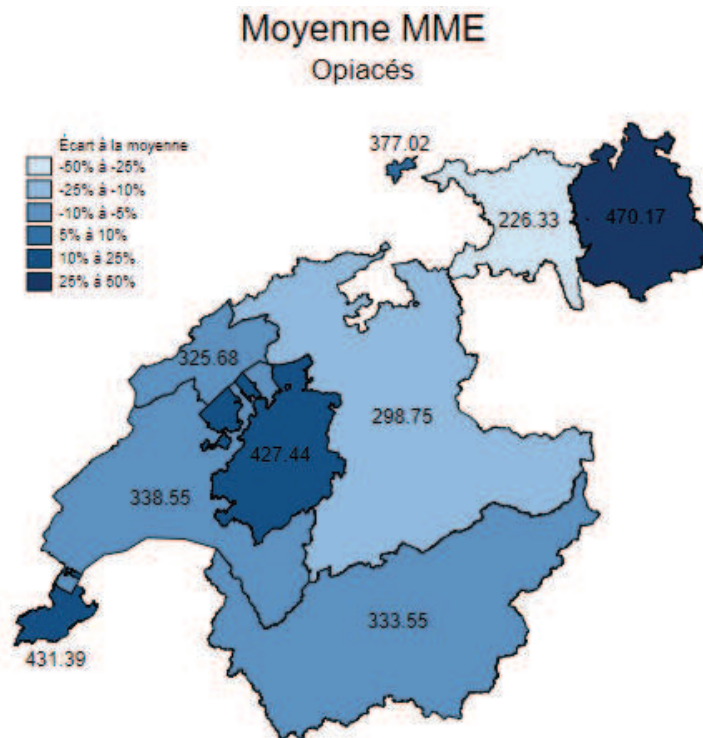 Moyenne MME
Opiacés
Écart à la moyenne
-50% à -25%
-25% à -10%
-10% à -5%
5% à 10%
10% à 25%
25% à 50%
377.02
226.33
470.17
325.68
298.75
427.44
338.55
333.55
431.39